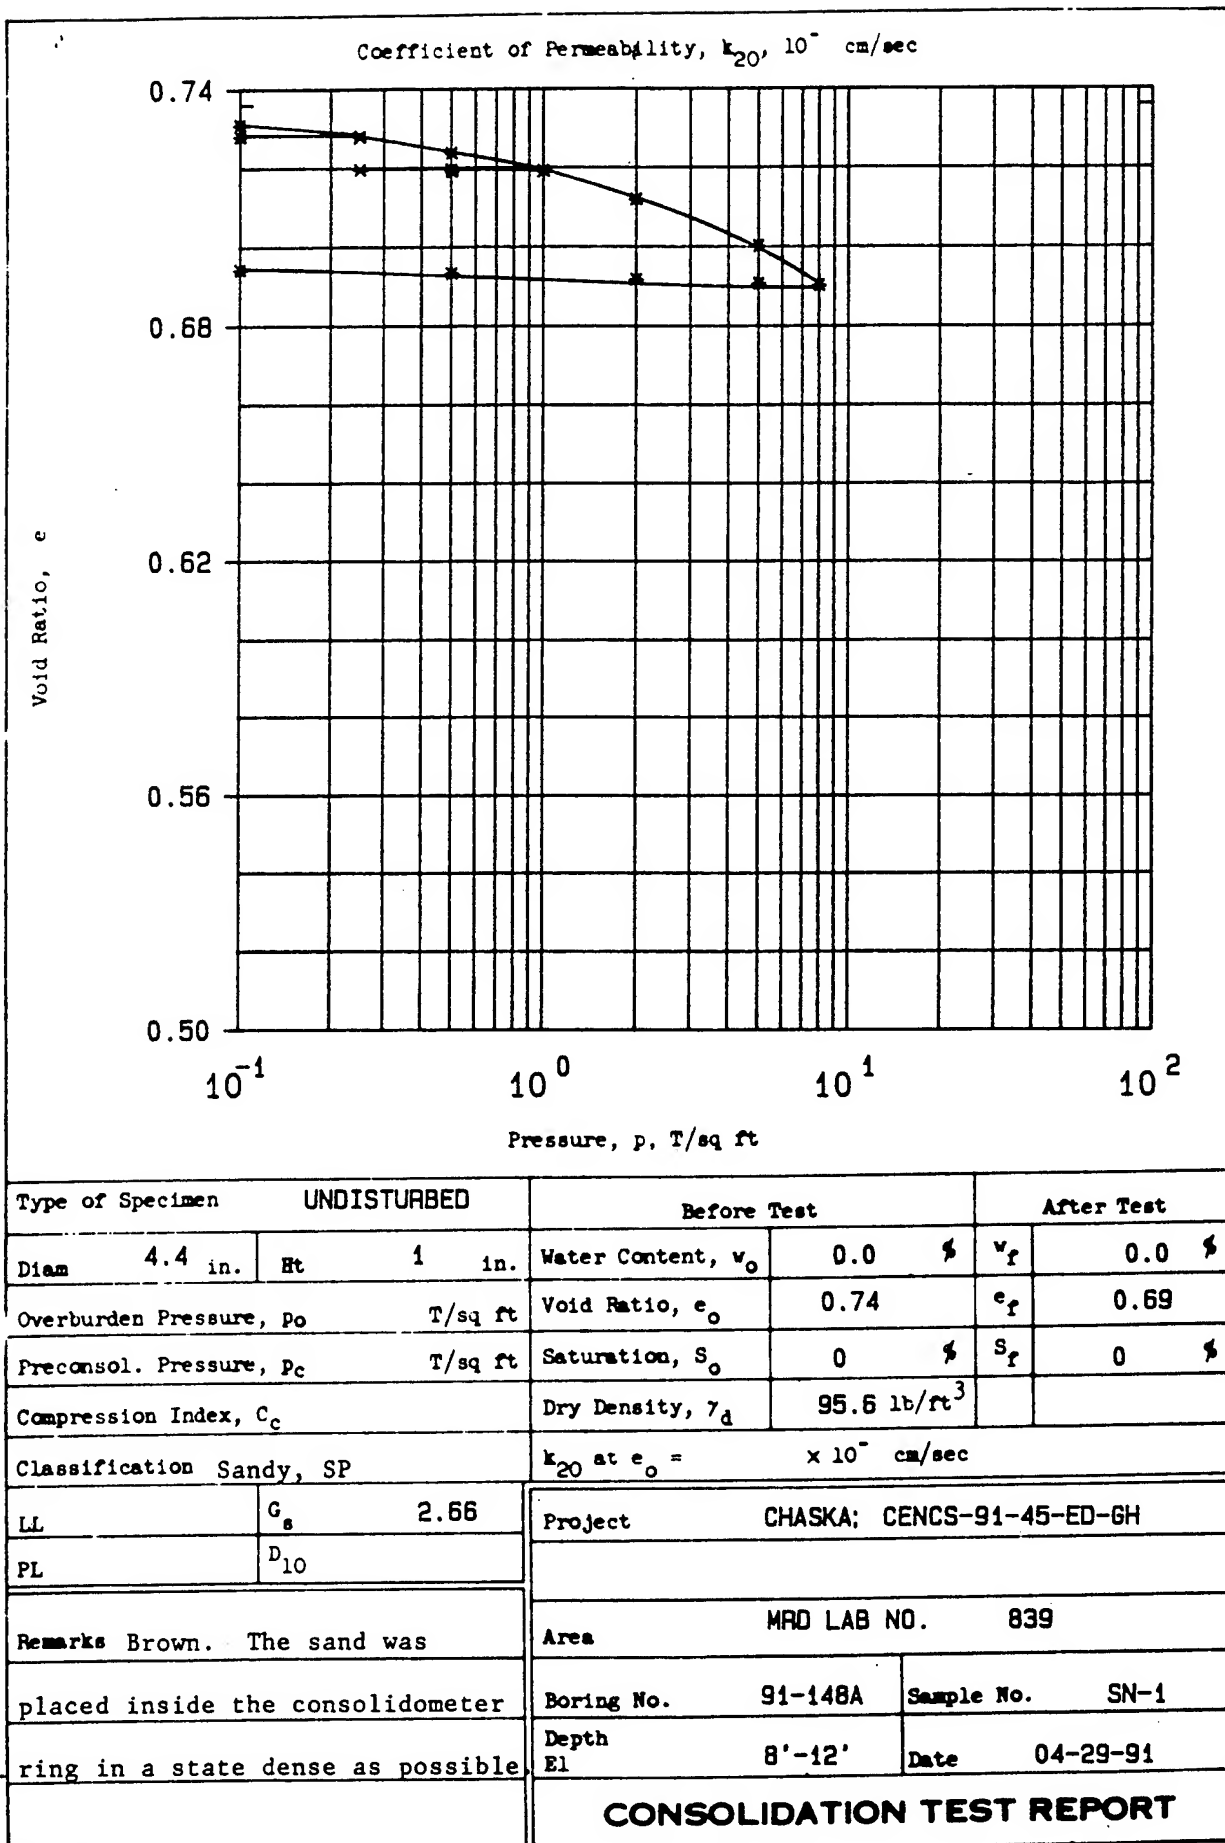 Coefficient of Permeability, k20, 10⁻ cm/sec
0.74
0.68
0.62
0.56
0.50
Void Ratio, e
10⁻¹ 10⁰ 10¹ 10²
Pressure, p, T/sq ft
Type of Specimen UNDISTURBED
Before Test After Test
Diam 4.4 in. Ht 1 in.
Water Content, wo 0.0 % wf 0.0 %
Overburden Pressure, po T/sq ft
Void Ratio, eo 0.74 ef 0.69
Preconsol. Pressure, pc T/sq ft
Saturation, So 0 % Sf 0 %
Compression Index, Cc
Dry Density, γd 95.6 lb/ft³
Classification Sandy, SP
k20 at eo = x 10⁻ cm/sec
LL Gs 2.66
Project CHASKA; CENCS-91-45-ED-GH
PL D10
Remarks Brown. The sand was
Area MRD LAB NO. 839
placed inside the consolidometer
Boring No. 91-148A Sample No. SN-1
ring in a state dense as possible.
Depth
El 8'-12' Date 04-29-91
CONSOLIDATION TEST REPORT